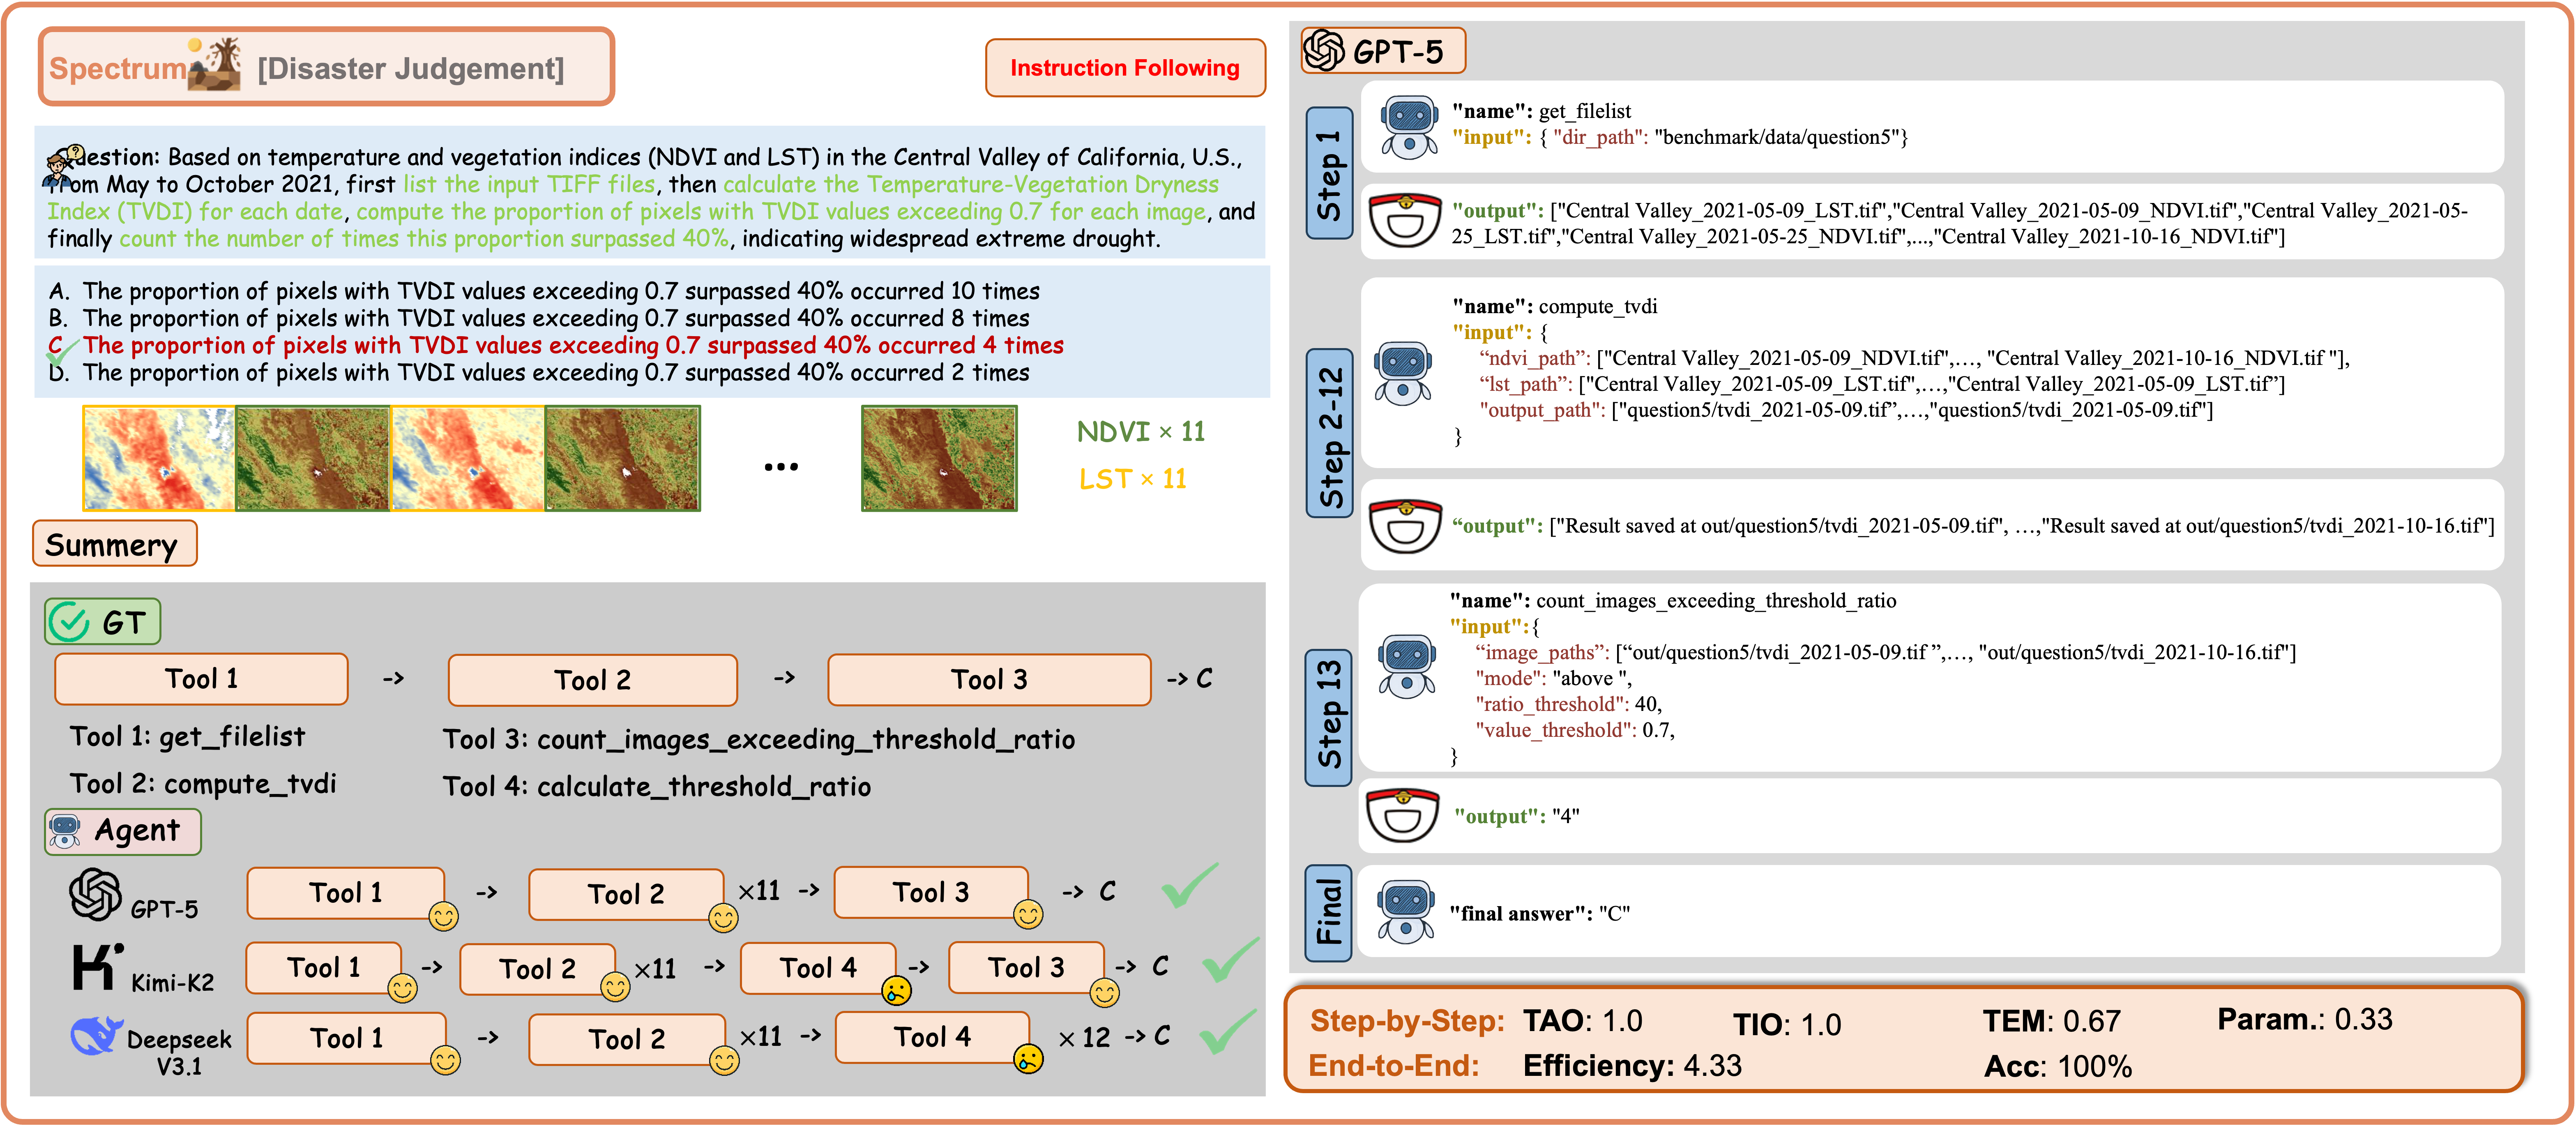 Spectrum [Disaster Judgement]
Instruction Following
uestion: Based on temperature and vegetation indices (NDVI and LST) in the Central Valley of California, U.S.,
from May to October 2021, first list the input TIFF files, then calculate the Temperature-Vegetation Dryness
Index (TVDI) for each date, compute the proportion of pixels with TVDI values exceeding 0.7 for each image, and
finally count the number of times this proportion surpassed 40%, indicating widespread extreme drought.
A. The proportion of pixels with TVDI values exceeding 0.7 surpassed 40% occurred 10 times
B. The proportion of pixels with TVDI values exceeding 0.7 surpassed 40% occurred 8 times
C. The proportion of pixels with TVDI values exceeding 0.7 surpassed 40% occurred 4 times
D. The proportion of pixels with TVDI values exceeding 0.7 surpassed 40% occurred 2 times
...
NDVI × 11
LST × 11
Summery
GT
Tool 1 -> Tool 2 -> Tool 3 -> C
Tool 1: get_filelist
Tool 3: count_images_exceeding_threshold_ratio
Tool 2: compute_tvdi
Tool 4: calculate_threshold_ratio
Agent
GPT-5 Tool 1 -> Tool 2 ×11 -> Tool 3 -> C
Kimi-K2 Tool 1 -> Tool 2 ×11 -> Tool 4 -> Tool 3 -> C
Deepseek V3.1 Tool 1 -> Tool 2 ×11 -> Tool 4 × 12 -> C
GPT-5
Step 1
"name": get_filelist
"input": { "dir_path": "benchmark/data/question5"}
"output": ["Central Valley_2021-05-09_LST.tif","Central Valley_2021-05-09_NDVI.tif","Central Valley_2021-05-
25_LST.tif","Central Valley_2021-05-25_NDVI.tif",...,"Central Valley_2021-10-16_NDVI.tif"]
Step 2-12
"name": compute_tvdi
"input": {
“ndvi_path”: ["Central Valley_2021-05-09_NDVI.tif",…, "Central Valley_2021-10-16_NDVI.tif "],
“lst_path”: ["Central Valley_2021-05-09_LST.tif",…,"Central Valley_2021-05-09_LST.tif”]
"output_path": ["question5/tvdi_2021-05-09.tif”,…,"question5/tvdi_2021-05-09.tif"]
}
“output": ["Result saved at out/question5/tvdi_2021-05-09.tif", …,"Result saved at out/question5/tvdi_2021-10-16.tif"]
Step 13
"name": count_images_exceeding_threshold_ratio
"input":{
“image_paths”: [“out/question5/tvdi_2021-05-09.tif ”,…, "out/question5/tvdi_2021-10-16.tif"]
"mode": "above ",
"ratio_threshold": 40,
"value_threshold": 0.7,
}
"output": "4"
Final
"final answer": "C"
Step-by-Step: TAO: 1.0 TIO: 1.0 TEM: 0.67 Param.: 0.33
End-to-End: Efficiency: 4.33 Acc: 100%